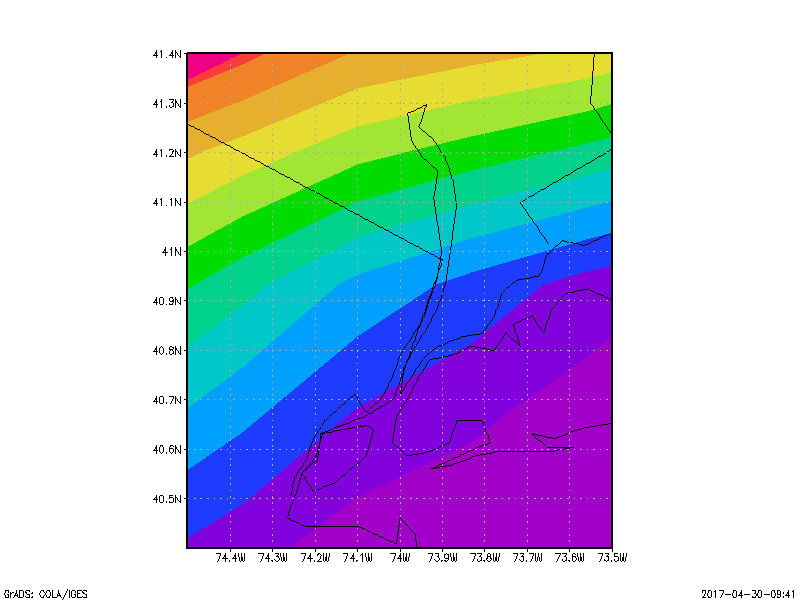 41.4N
41.3N
41.2N
41.1N
41N
40.9N
40.8N
40.7N
40.6N
40.5N
74.4W 74.3W 74.2W 74.1W 74W 73.9W 73.8W 73.7W 73.6W 73.5W
GrADS: COLA/IGES 2017-04-30-09:41